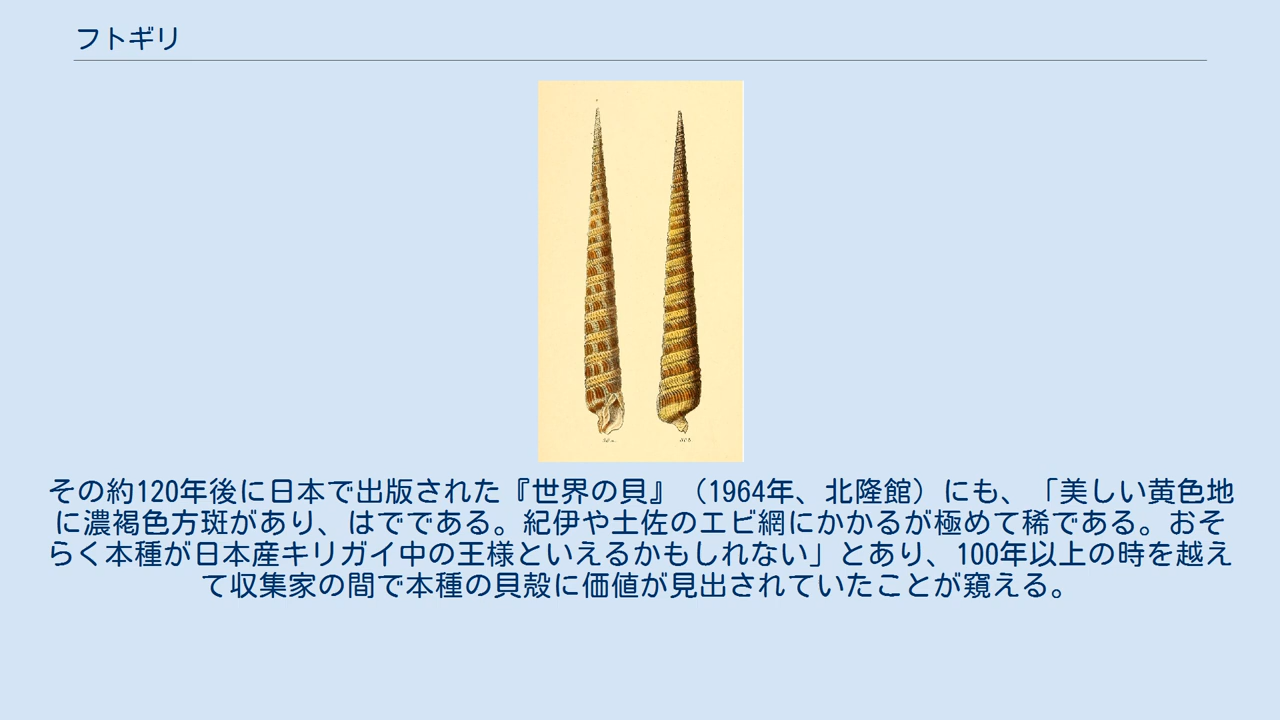 フトギリ
その約120年後に日本で出版された『世界の貝』（1964年、北隆館）にも、「美しい黄色地
に濃褐色方斑があり、はでである。紀伊や土佐のエビ網にかかるが極めて稀である。おそ
らく本種が日本産キリガイ中の王様といえるかもしれない」とあり、100年以上の時を越え
て収集家の間で本種の貝殻に価値が見出されていたことが窺える。